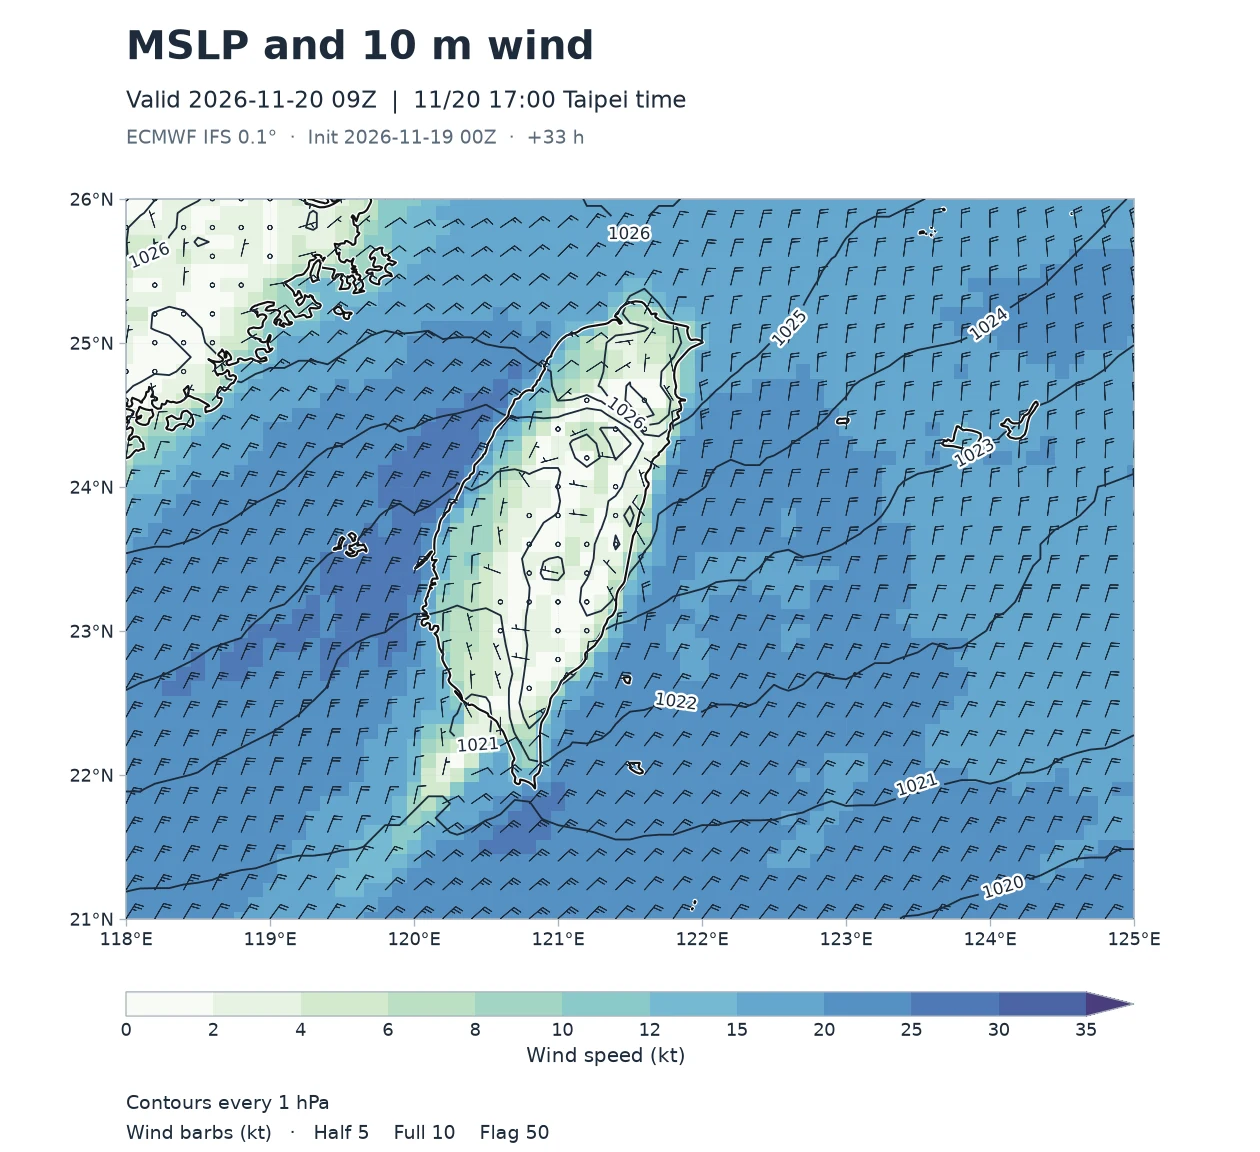 MSLP and 10 m wind
Valid 2026-11-20 09Z | 11/20 17:00 Taipei time
ECMWF IFS 0.1° · Init 2026-11-19 00Z · +33 h
26°N
25°N
24°N
23°N
22°N
21°N
1026
1026
1025
1024
1026
1023
1022
1021
1021
1020
118°E 119°E 120°E 121°E 122°E 123°E 124°E 125°E
0 2 4 6 8 10 12 15 20 25 30 35
Wind speed (kt)
Contours every 1 hPa
Wind barbs (kt) · Half 5 Full 10 Flag 50